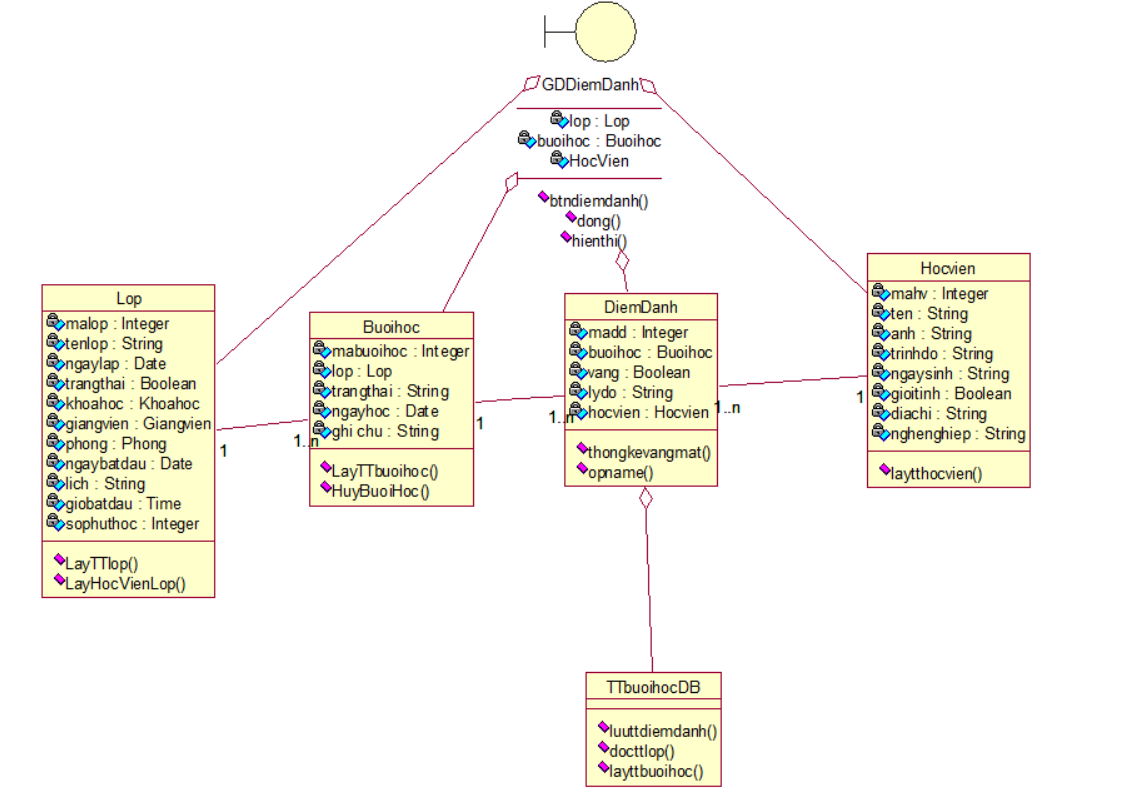 GDDiemDanh
lop : Lop
buoihoc : Buoihoc
HocVien
btndiemdanh()
dong()
hienthi()
Lop
malop : Integer
tenlop : String
ngaylap : Date
trangthai : Boolean
khoahoc : Khoahoc
giangvien : Giangvien
phong : Phong
ngaybatdau : Date
lich : String
giobatdau : Time
sophuthoc : Integer
LayTTlop()
LayHocVienLop()
1
1..n
Buoihoc
mabuoihoc : Integer
lop : Lop
trangthai : String
ngayhoc : Date
ghi chu : String
LayTTbuoihoc()
HuyBuoiHoc()
1
1..n
DiemDanh
madd : Integer
buoihoc : Buoihoc
vang : Boolean
lydo : String
hocvien : Hocvien
thongkevangmat()
opname()
1..n
1
Hocvien
mahv : Integer
ten : String
anh : String
trinhdo : String
ngaysinh : String
gioitinh : Boolean
diachi : String
nghenghiep : String
laytthocvien()
TTbuoihocDB
luuttdiemdanh()
docttlop()
layttbuoihoc()